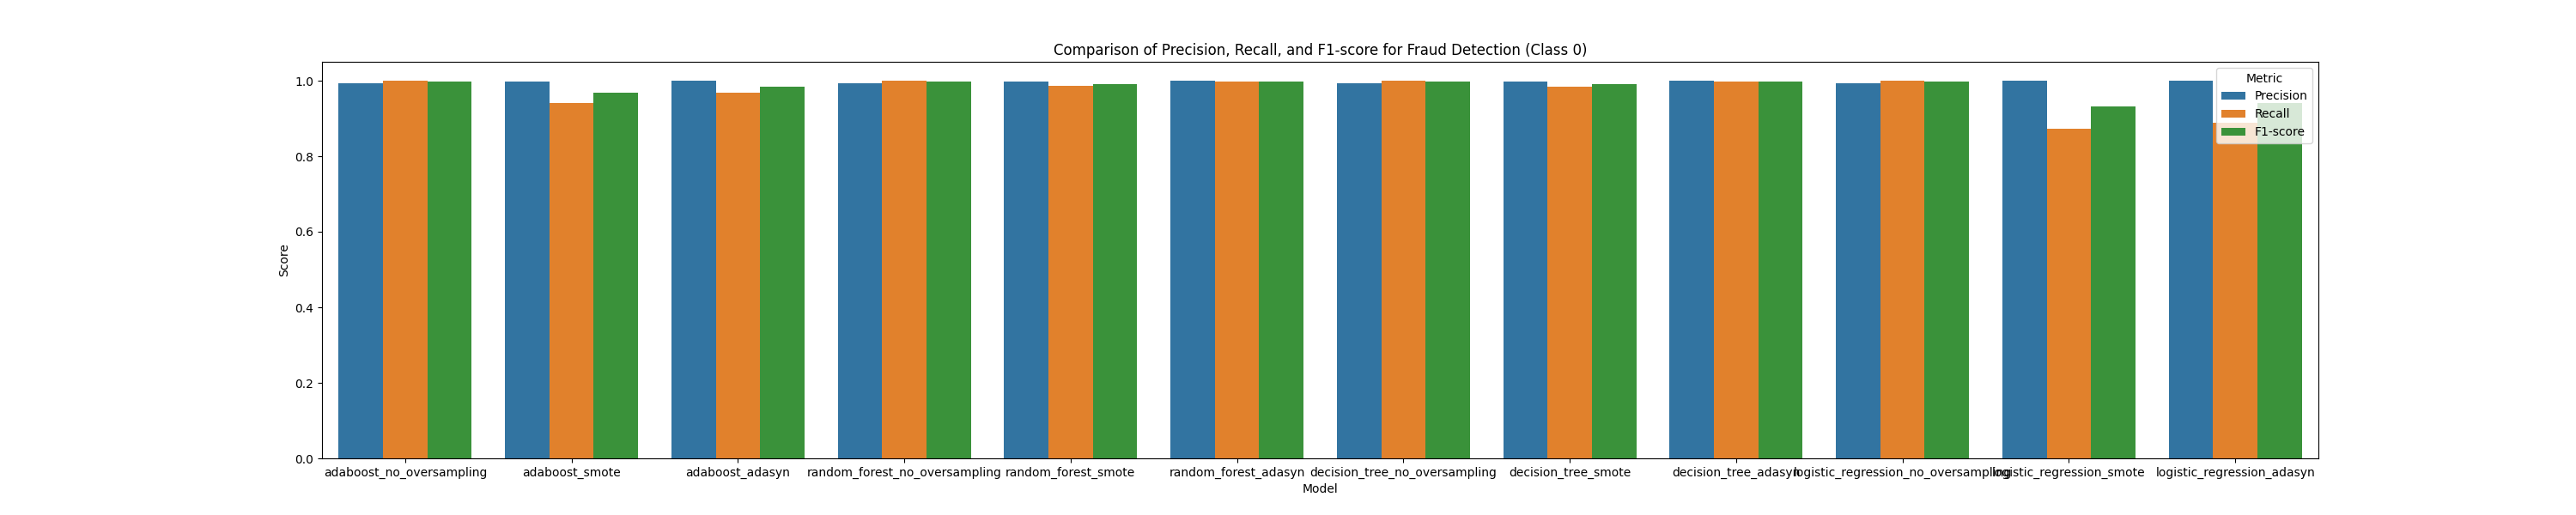 Comparison of Precision, Recall, and F1-score for Fraud Detection (Class 0)
Metric
Precision
Recall
F1-score
Score
1.0
0.8
0.6
0.4
0.2
0.0
adaboost_no_oversampling
adaboost_smote
adaboost_adasyn
random_forest_no_oversampling
random_forest_smote
random_forest_adasyn
decision_tree_no_oversampling
decision_tree_smote
decision_tree_adasyn
logistic_regression_no_oversampling
logistic_regression_smote
logistic_regression_adasyn
Model